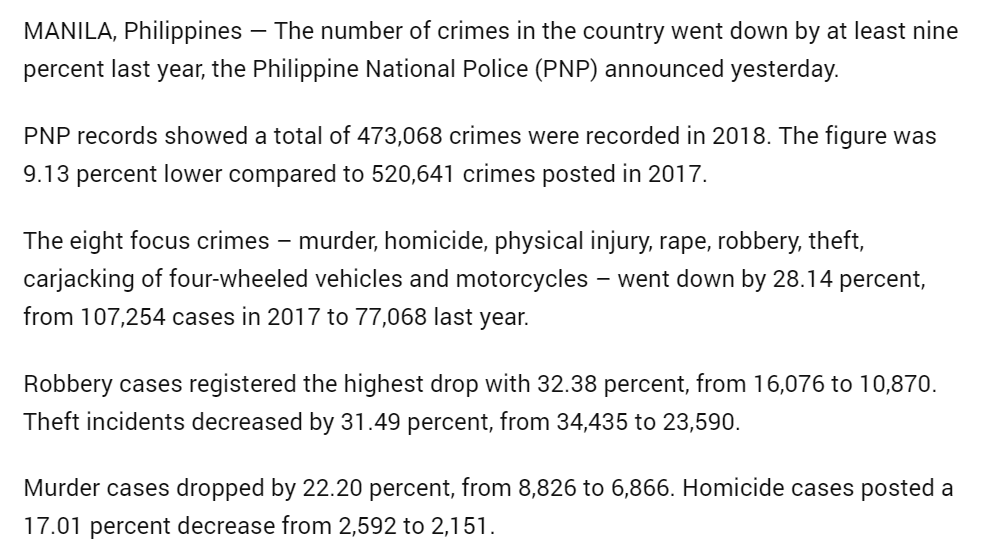 MANILA, Philippines — The number of crimes in the country went down by at least nine
percent last year, the Philippine National Police (PNP) announced yesterday.
PNP records showed a total of 473,068 crimes were recorded in 2018. The figure was
9.13 percent lower compared to 520,641 crimes posted in 2017.
The eight focus crimes – murder, homicide, physical injury, rape, robbery, theft,
carjacking of four-wheeled vehicles and motorcycles – went down by 28.14 percent,
from 107,254 cases in 2017 to 77,068 last year.
Robbery cases registered the highest drop with 32.38 percent, from 16,076 to 10,870.
Theft incidents decreased by 31.49 percent, from 34,435 to 23,590.
Murder cases dropped by 22.20 percent, from 8,826 to 6,866. Homicide cases posted a
17.01 percent decrease from 2,592 to 2,151.